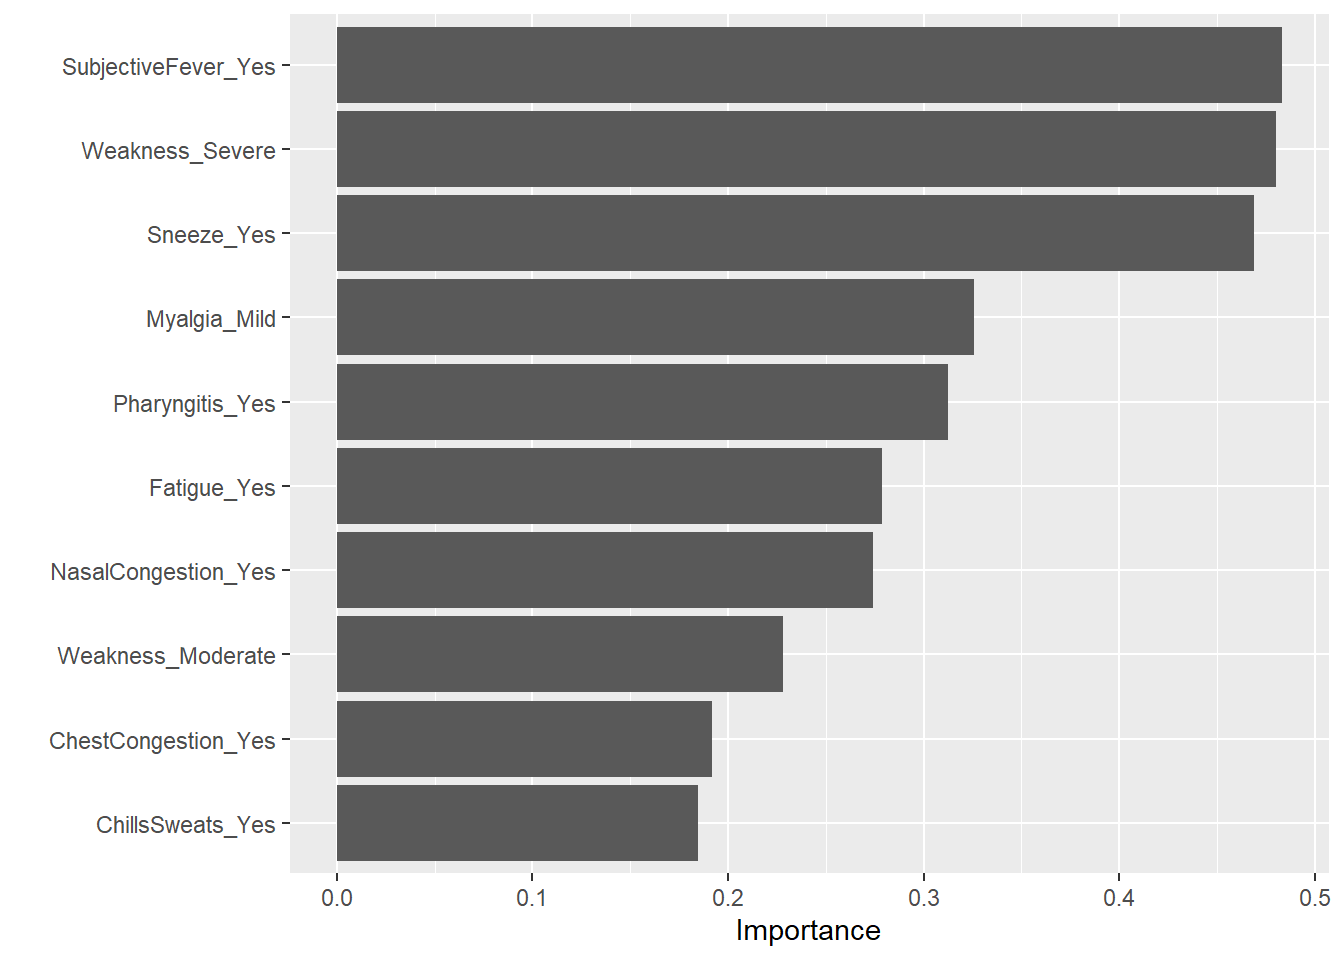 SubjectiveFever_Yes
Weakness_Severe
Sneeze_Yes
Myalgia_Mild
Pharyngitis_Yes
Fatigue_Yes
NasalCongestion_Yes
Weakness_Moderate
ChestCongestion_Yes
ChillsSweats_Yes
0.0 0.1 0.2 0.3 0.4 0.5
Importance